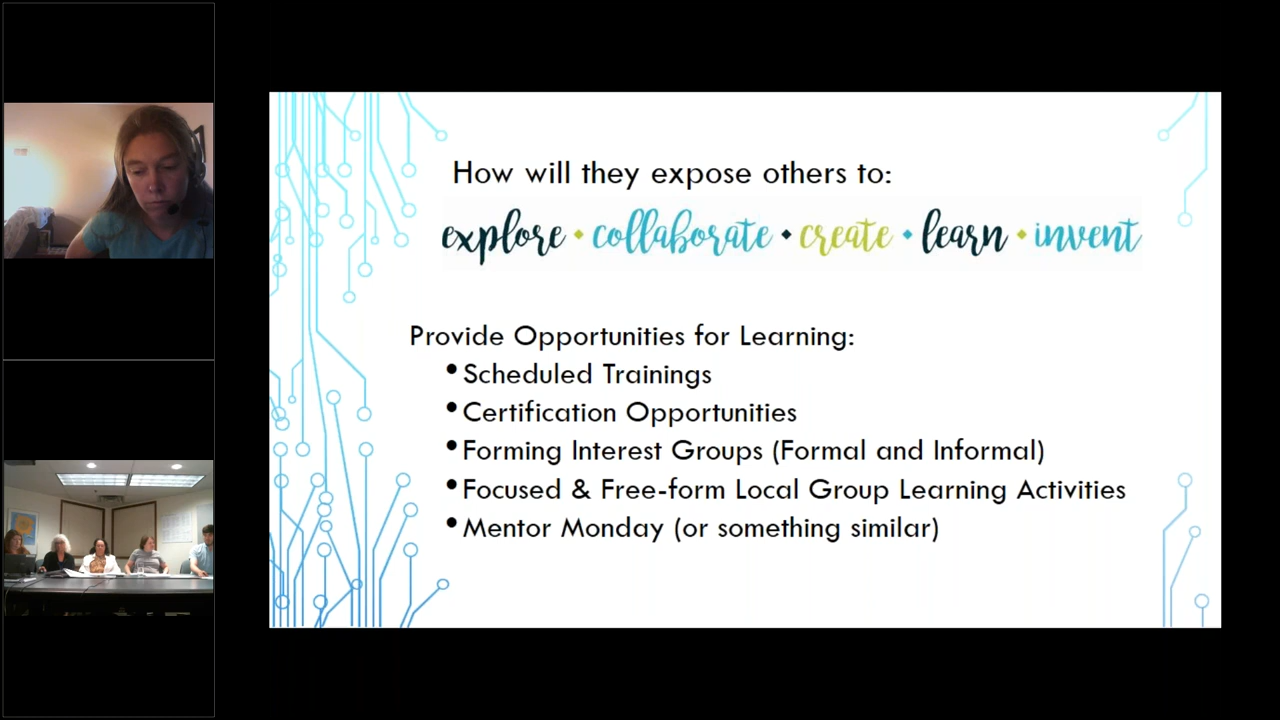 How will they expose others to:
explore • collaborate • create • learn • invent
Provide Opportunities for Learning:
• Scheduled Trainings
• Certification Opportunities
• Forming Interest Groups (Formal and Informal)
• Focused & Free-form Local Group Learning Activities
• Mentor Monday (or something similar)